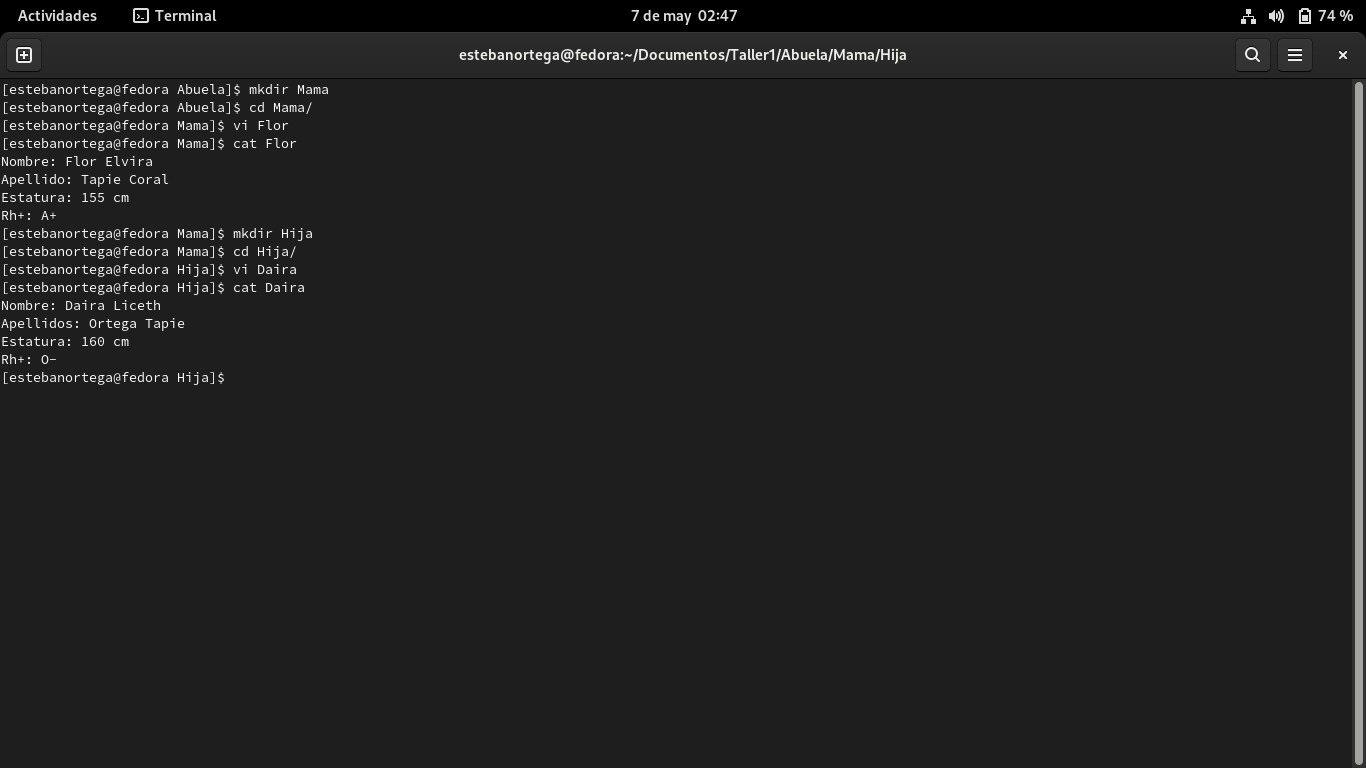 Actividades
Terminal
7 de may 02:47
74 %
estebanortega@fedora:~/Documentos/Taller1/Abuela/Mama/Hija
[estebanortega@fedora Abuela]$ mkdir Mama
[estebanortega@fedora Abuela]$ cd Mama/
[estebanortega@fedora Mama]$ vi Flor
[estebanortega@fedora Mama]$ cat Flor
Nombre: Flor Elvira
Apellido: Tapie Coral
Estatura: 155 cm
Rh+: A+
[estebanortega@fedora Mama]$ mkdir Hija
[estebanortega@fedora Mama]$ cd Hija/
[estebanortega@fedora Hija]$ vi Daira
[estebanortega@fedora Hija]$ cat Daira
Nombre: Daira Liceth
Apellidos: Ortega Tapie
Estatura: 160 cm
Rh+: O-
[estebanortega@fedora Hija]$